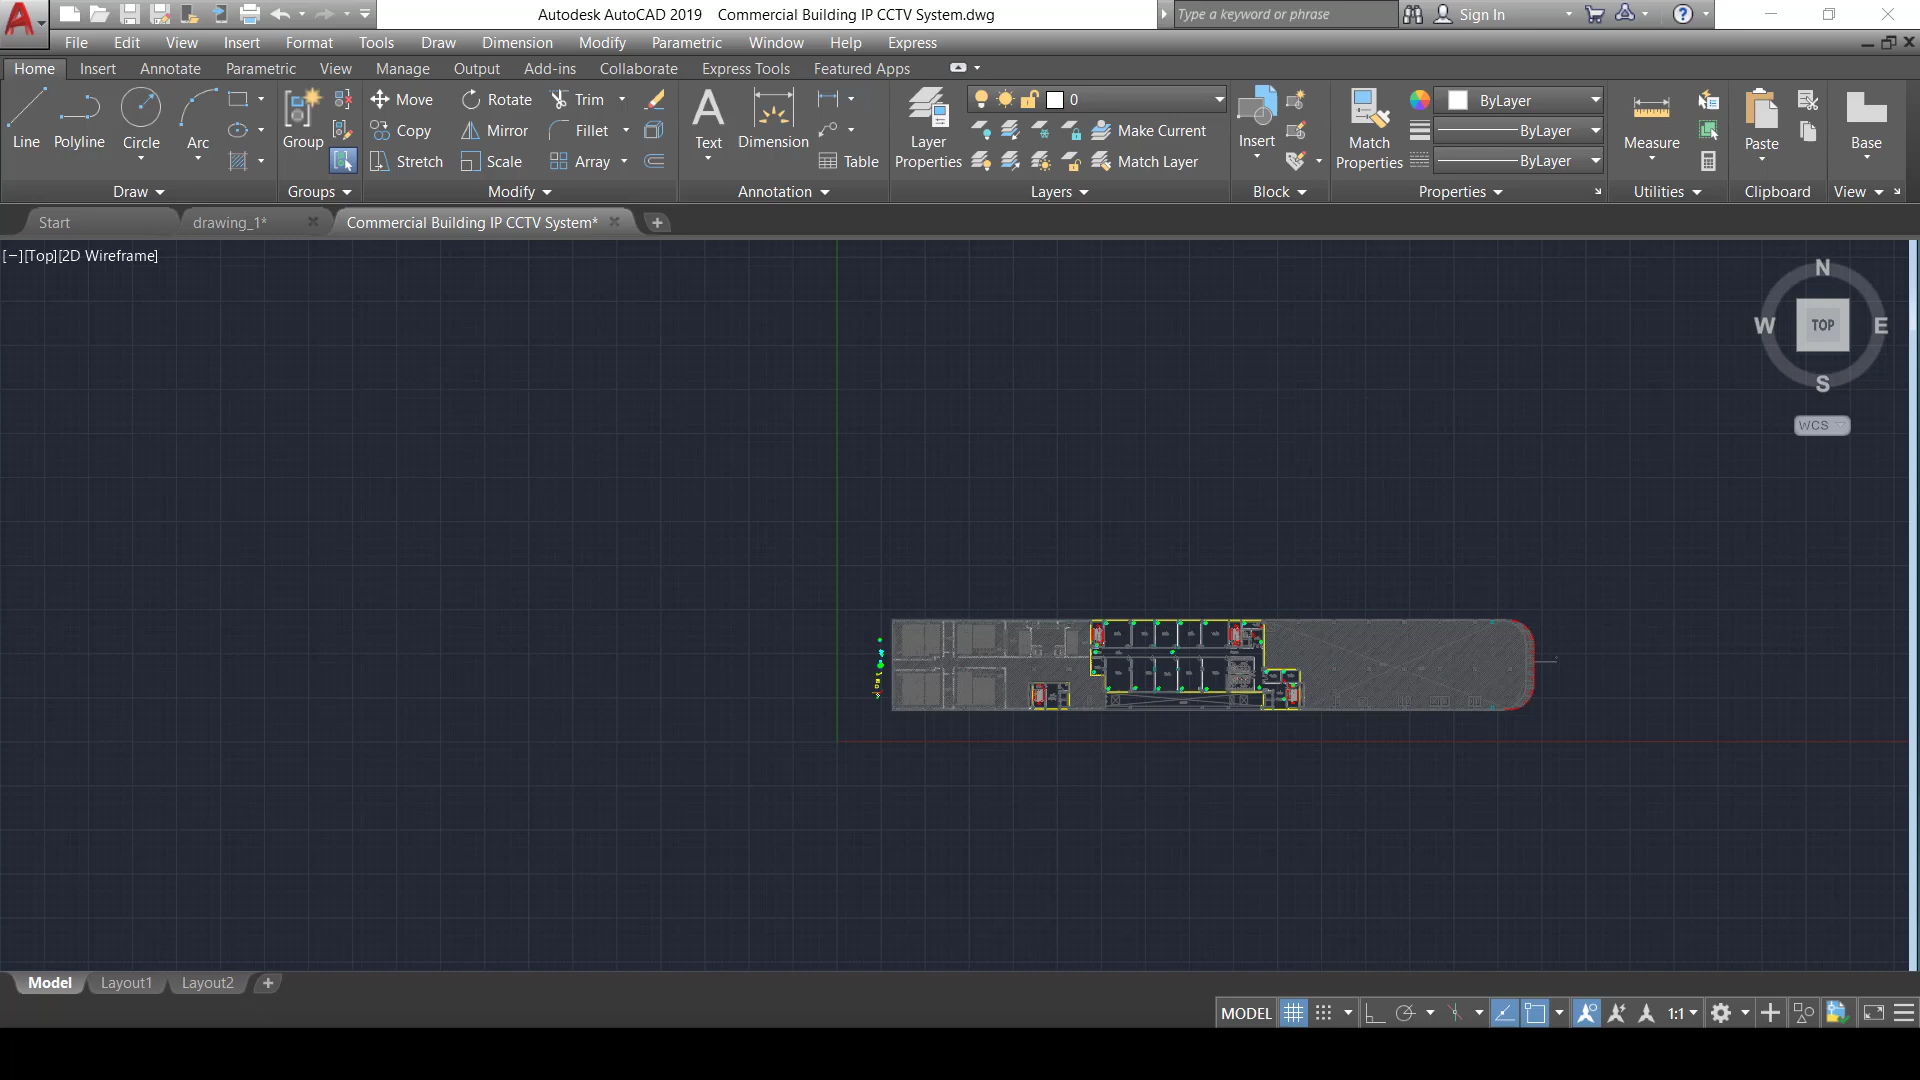 Autodesk AutoCAD 2019 Commercial Building IP CCTV System.dwg
Type a keyword or phrase
Sign In
File Edit View Insert Format Tools Draw Dimension Modify Parametric Window Help Express
Home Insert Annotate Parametric View Manage Output Add-ins Collaborate Express Tools Featured Apps
Line Polyline Circle Arc
Group
Move Rotate Trim
Copy Mirror Fillet
Stretch Scale Array
Text Dimension
Table
Layer
Properties
0
Make Current
Match Layer
Insert
Match
Properties
ByLayer
ByLayer
ByLayer
Measure
Paste
Base
Draw Groups Modify Annotation Layers Block Properties Utilities Clipboard View
Start drawing_1* Commercial Building IP CCTV System*
[−][Top][2D Wireframe]
N
W TOP E
S
WCS
Model Layout1 Layout2
MODEL 1:1